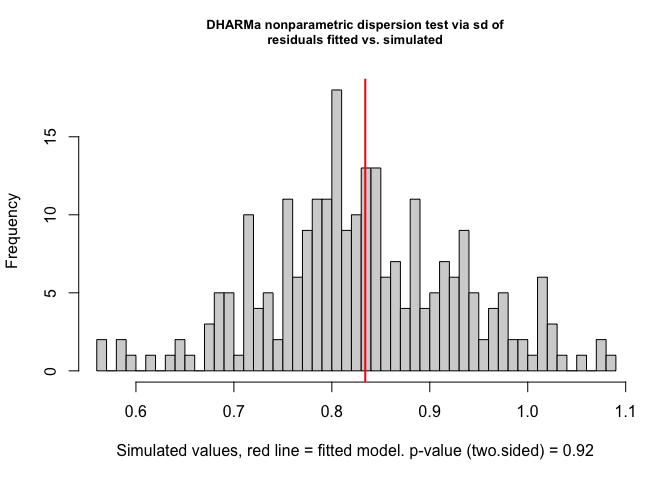 DHARMa nonparametric dispersion test via sd of
residuals fitted vs. simulated
Frequency
15
10
5
0
0.6 0.7 0.8 0.9 1.0 1.1
Simulated values, red line = fitted model. p-value (two.sided) = 0.92